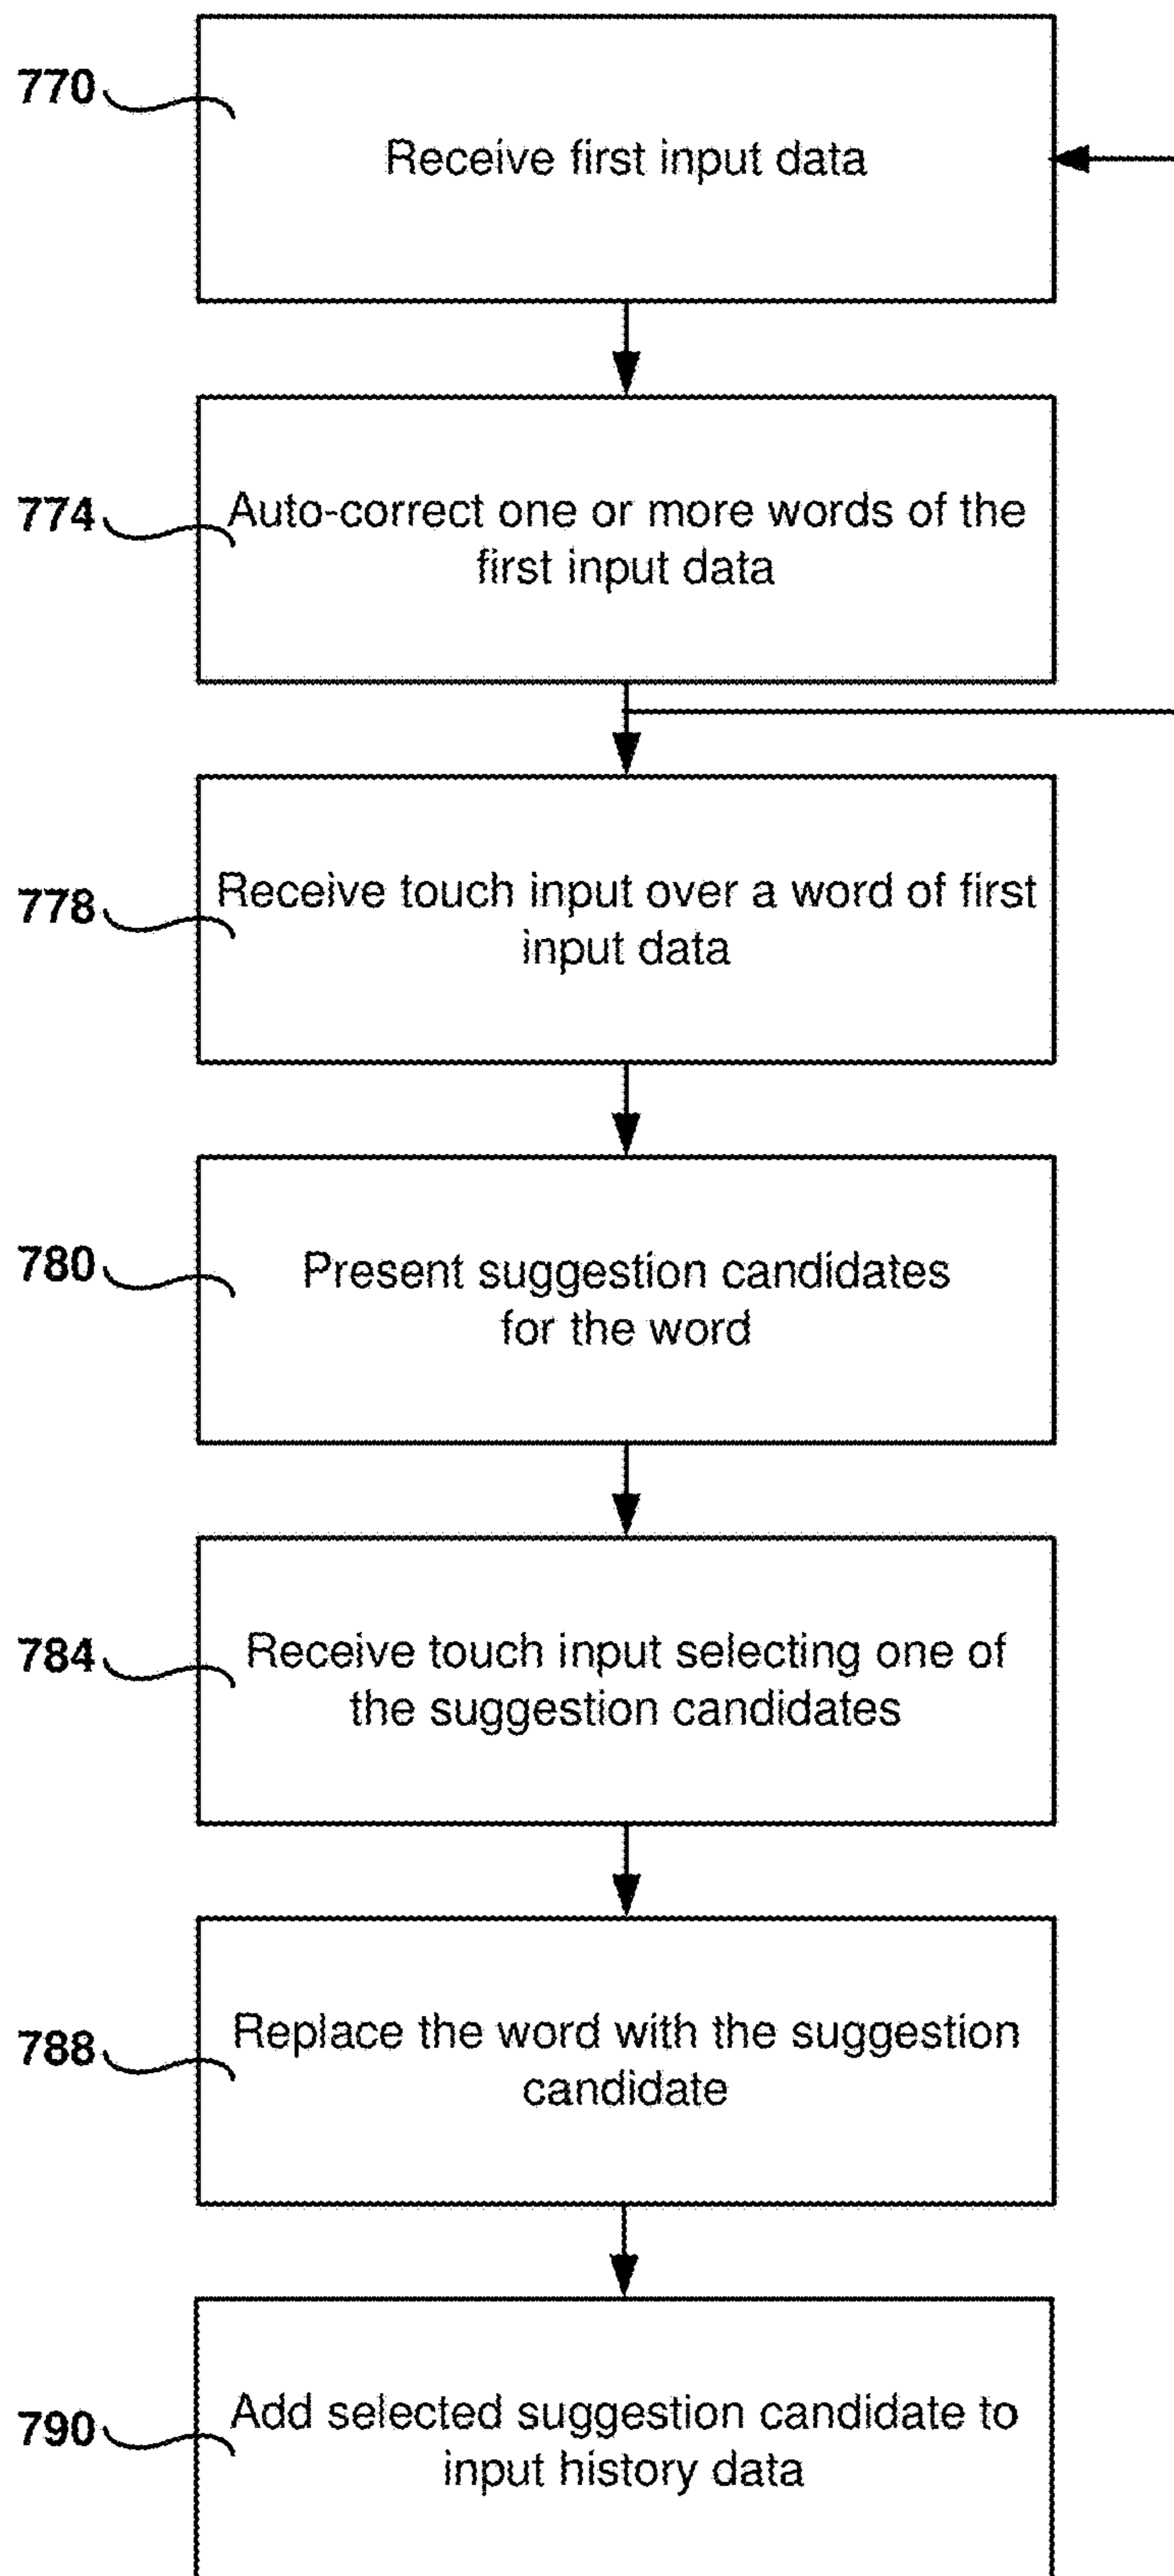 770
Receive first input data
774
Auto-correct one or more words of the
first input data
778
Receive touch input over a word of first
input data
780
Present suggestion candidates
for the word
784
Receive touch input selecting one of
the suggestion candidates
788
Replace the word with the suggestion
candidate
790
Add selected suggestion candidate to
input history data